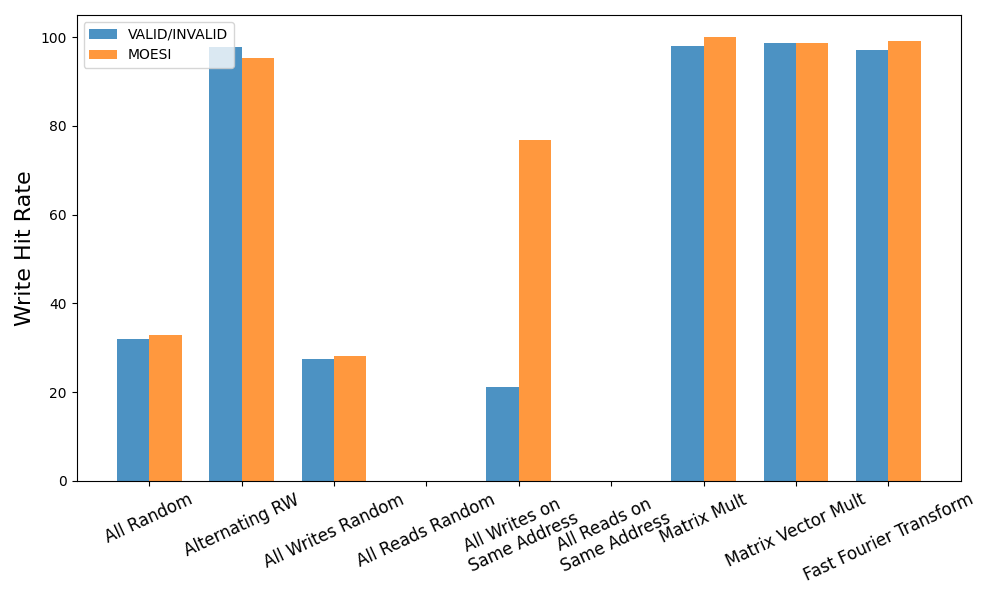 VALID/INVALID
MOESI
Write Hit Rate
100
80
60
40
20
0
All Random
Alternating RW
All Writes Random
All Reads Random
All Writes on
Same Address
All Reads on
Same Address
Matrix Mult
Matrix Vector Mult
Fast Fourier Transform